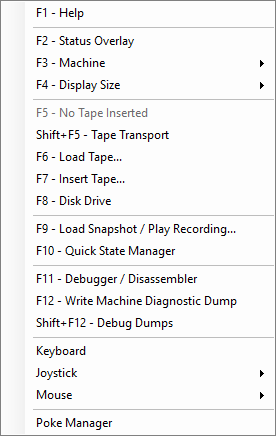 F1 - Help
F2 - Status Overlay
F3 - Machine
F4 - Display Size
F5 - No Tape Inserted
Shift+F5 - Tape Transport
F6 - Load Tape...
F7 - Insert Tape...
F8 - Disk Drive
F9 - Load Snapshot / Play Recording...
F10 - Quick State Manager
F11 - Debugger / Disassembler
F12 - Write Machine Diagnostic Dump
Shift+F12 - Debug Dumps
Keyboard
Joystick
Mouse
Poke Manager